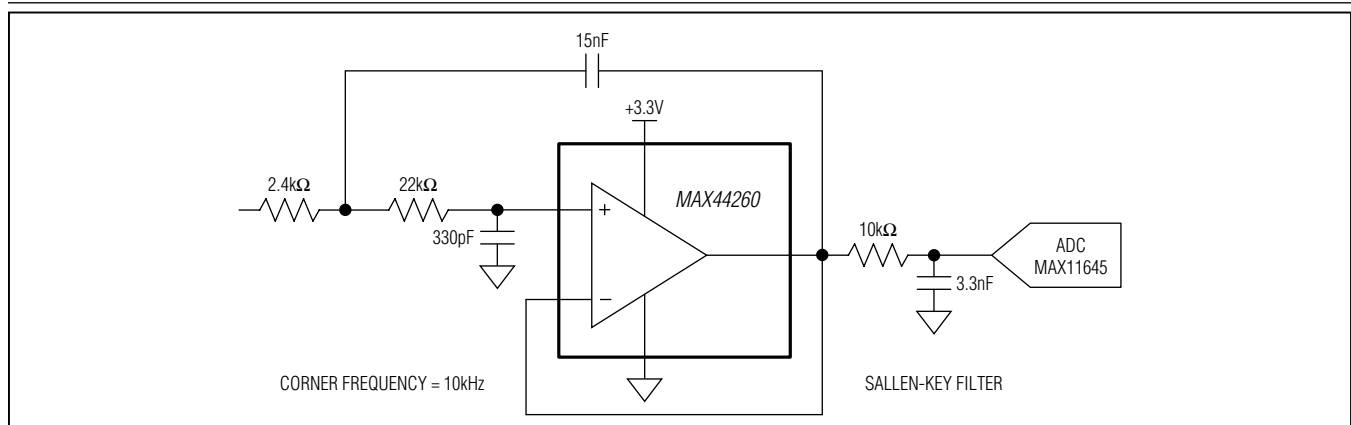 15nF
+3.3V
2.4kΩ
22kΩ
MAX44260
+
330pF
10kΩ
ADC
MAX11645
3.3nF
−
CORNER FREQUENCY = 10kHz
SALLEN-KEY FILTER